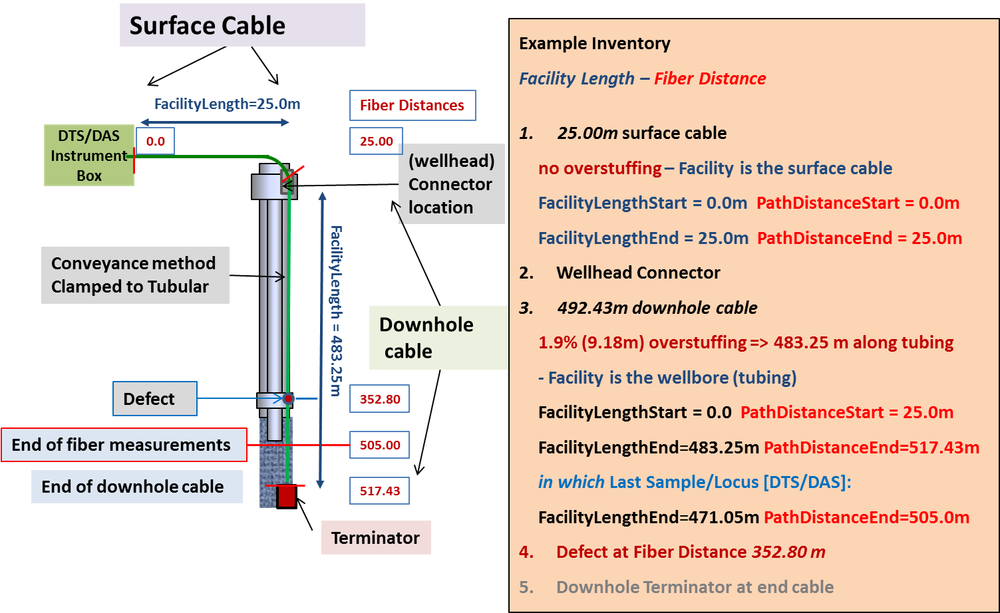 Surface Cable
FacilityLength=25.0m
Fiber Distances
DTS/DAS
Instrument
Box
0.0
25.00
(wellhead)
Connector
location
FacilityLength = 483.25m
Conveyance method
Clamped to Tubular
Downhole
cable
Defect
352.80
End of fiber measurements
505.00
End of downhole cable
517.43
Terminator
Example Inventory
Facility Length – Fiber Distance
1. 25.00m surface cable
no overstuffing – Facility is the surface cable
FacilityLengthStart = 0.0m PathDistanceStart = 0.0m
FacilityLengthEnd = 25.0m PathDistanceEnd = 25.0m
2. Wellhead Connector
3. 492.43m downhole cable
1.9% (9.18m) overstuffing => 483.25 m along tubing
- Facility is the wellbore (tubing)
FacilityLengthStart = 0.0 PathDistanceStart = 25.0m
FacilityLengthEnd=483.25m PathDistanceEnd=517.43m
in which Last Sample/Locus [DTS/DAS]:
FacilityLengthEnd=471.05m PathDistanceEnd=505.0m
4. Defect at Fiber Distance 352.80 m
5. Downhole Terminator at end cable